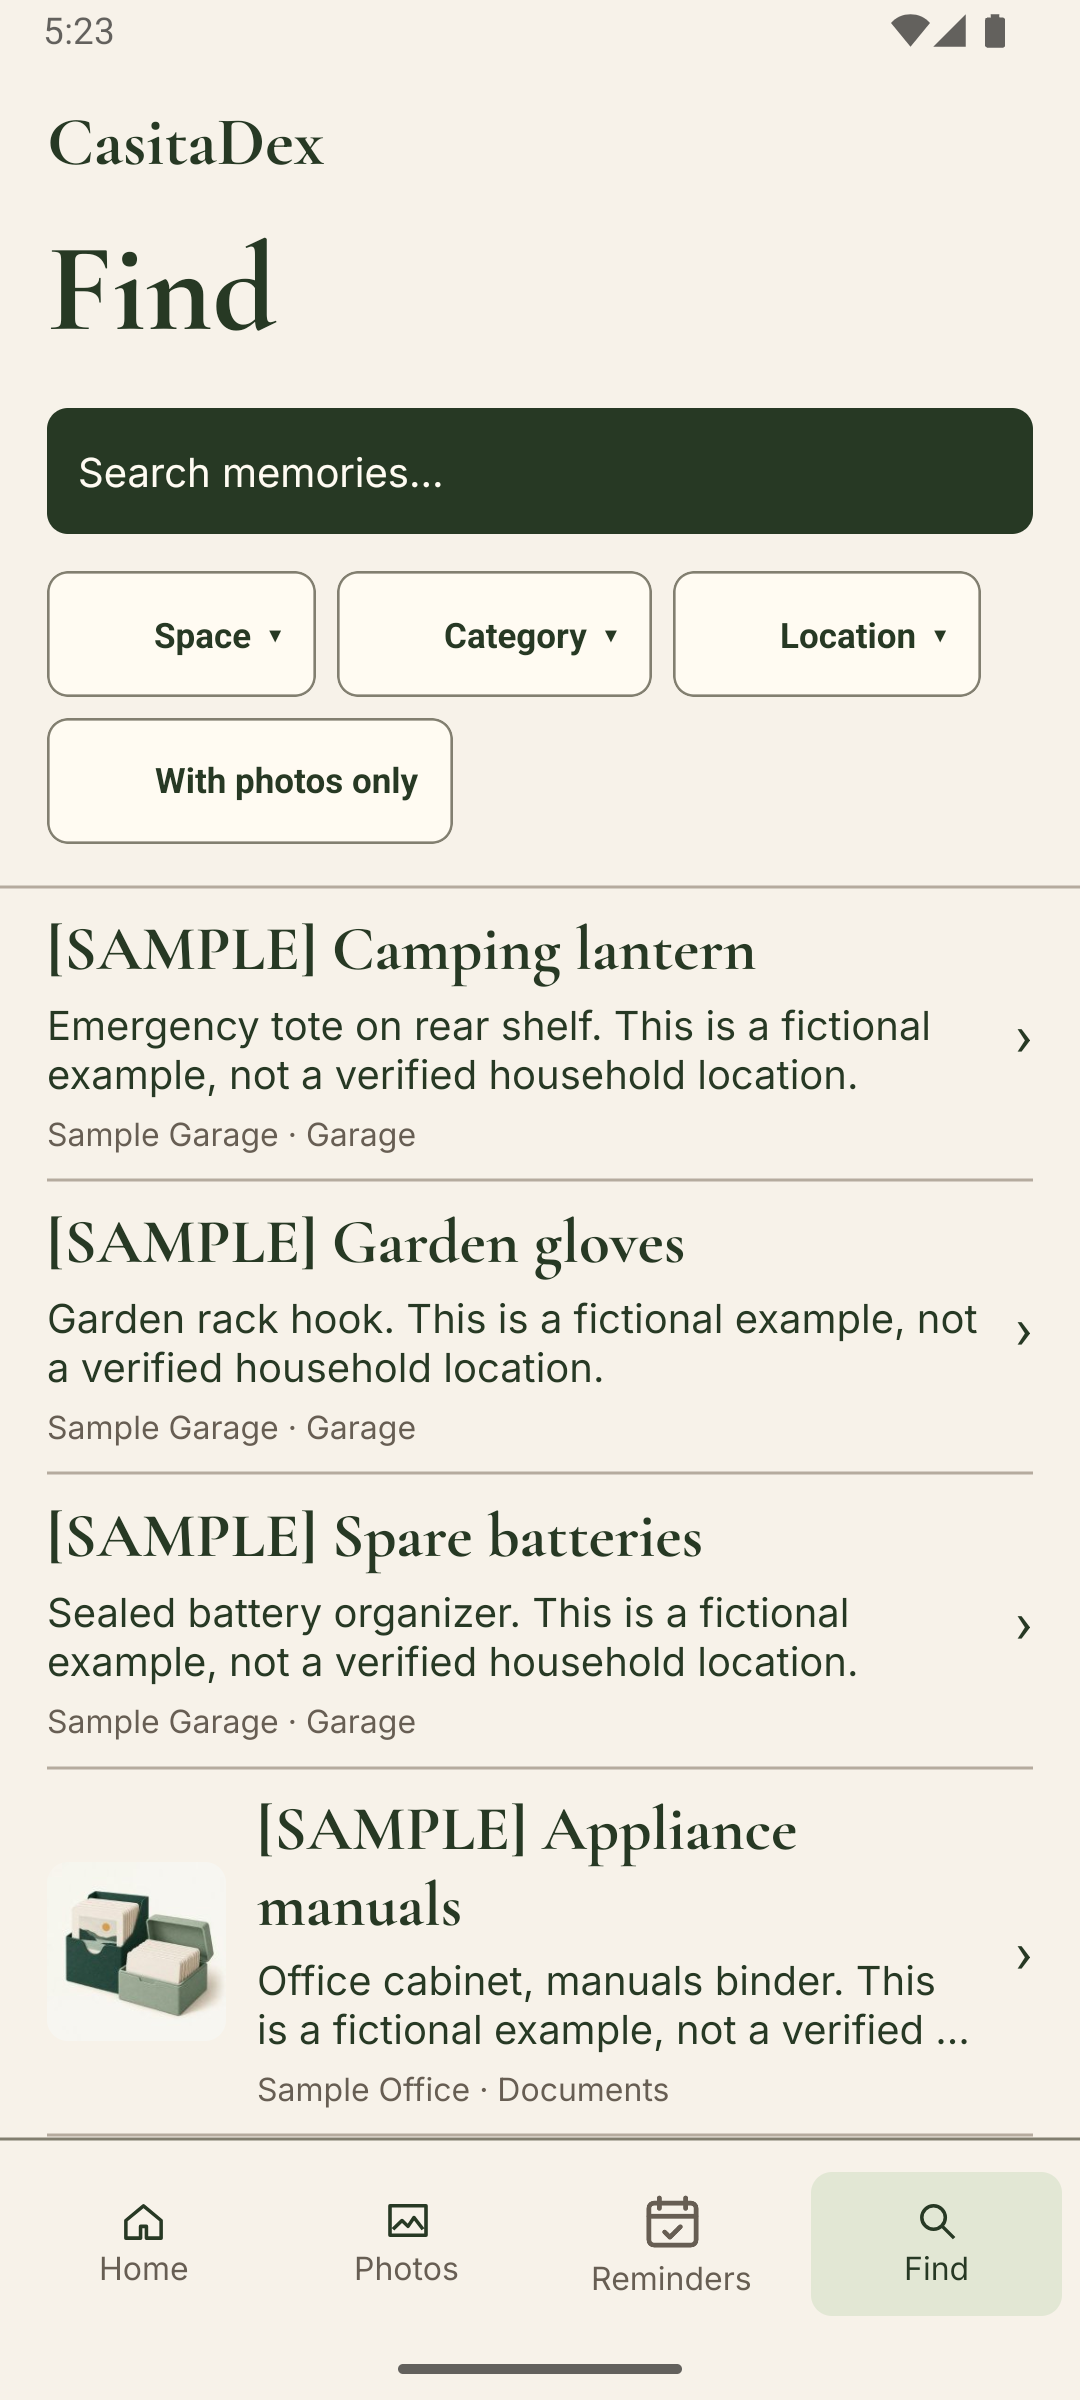 5:23
CasitaDex
Find
Search memories...
Space ▼ Category ▼ Location ▼
With photos only
[SAMPLE] Camping lantern
Emergency tote on rear shelf. This is a fictional
example, not a verified household location.
Sample Garage · Garage
[SAMPLE] Garden gloves
Garden rack hook. This is a fictional example, not
a verified household location.
Sample Garage · Garage
[SAMPLE] Spare batteries
Sealed battery organizer. This is a fictional
example, not a verified household location.
Sample Garage · Garage
[SAMPLE] Appliance
manuals
Office cabinet, manuals binder. This
is a fictional example, not a verified ...
Sample Office · Documents
Home Photos Reminders Find